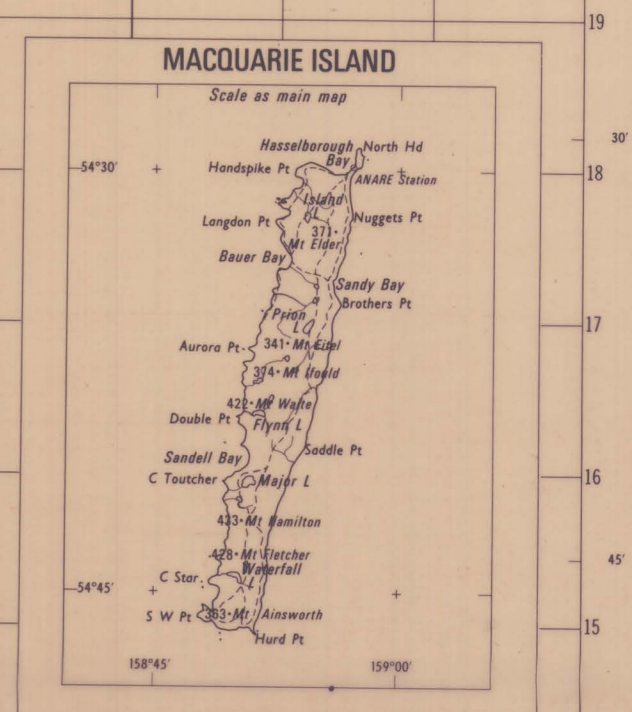 19
MACQUARIE ISLAND
Scale as main map
30'
Hasselborough
Bay
North Hd
54°30'
Handspike Pt
18
ANARE Station
Island
L
Langdon Pt
Nuggets Pt
371
Mt Elder
Bauer Bay
Sandy Bay
Brothers Pt
Prion
L
17
Aurora Pt
341 Mt Eitel
Mt Ifould
422 Mt Waite
Double Pt
Flynn L
Saddle Pt
Sandell Bay
C Toutcher
Major L
16
433 Mt Hamilton
428 Mt Fletcher
Waterfall
L
45'
C Star
54°45'
S W Pt
363 Mt Ainsworth
15
Hurd Pt
158°45'
159°00'